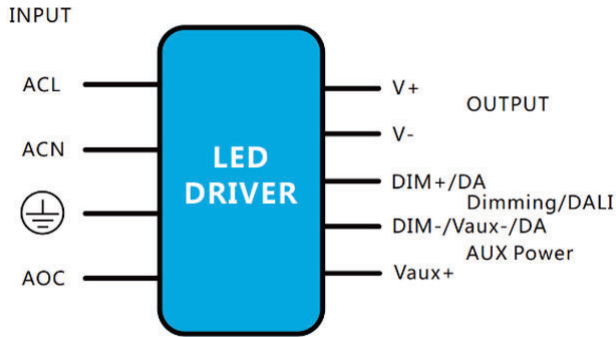 INPUT
ACL
ACN
AOC
LED
DRIVER
V+
OUTPUT
V-
DIM+/DA
Dimming/DALI
DIM-/Vaux-/DA
AUX Power
Vaux+